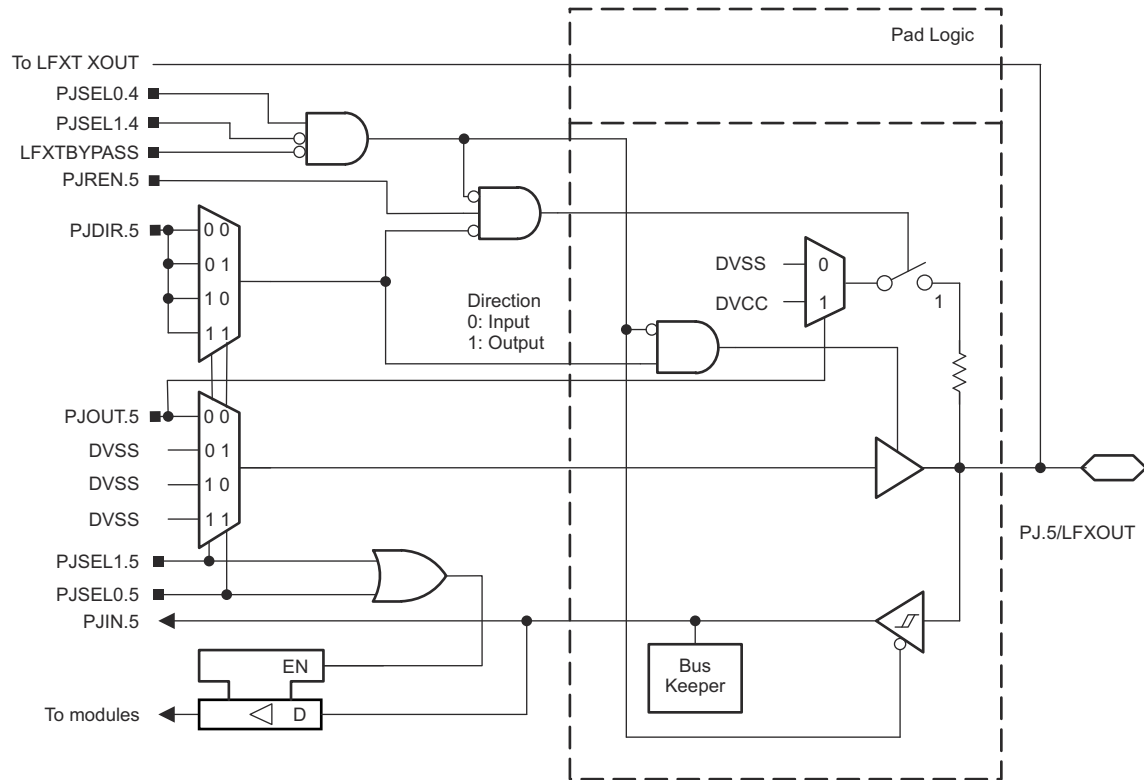 Pad Logic
To LFXT XOUT
PJSEL0.4
PJSEL1.4
LFXTBYPASS
PJREN.5
PJDIR.5
0 0
0 1
1 0
1 1
Direction
0: Input
1: Output
DVSS
0
DVCC
1
1
PJOUT.5
0 0
DVSS
0 1
DVSS
1 0
DVSS
1 1
PJ.5/LFXOUT
PJSEL1.5
PJSEL0.5
PJIN.5
Bus
Keeper
EN
D
To modules